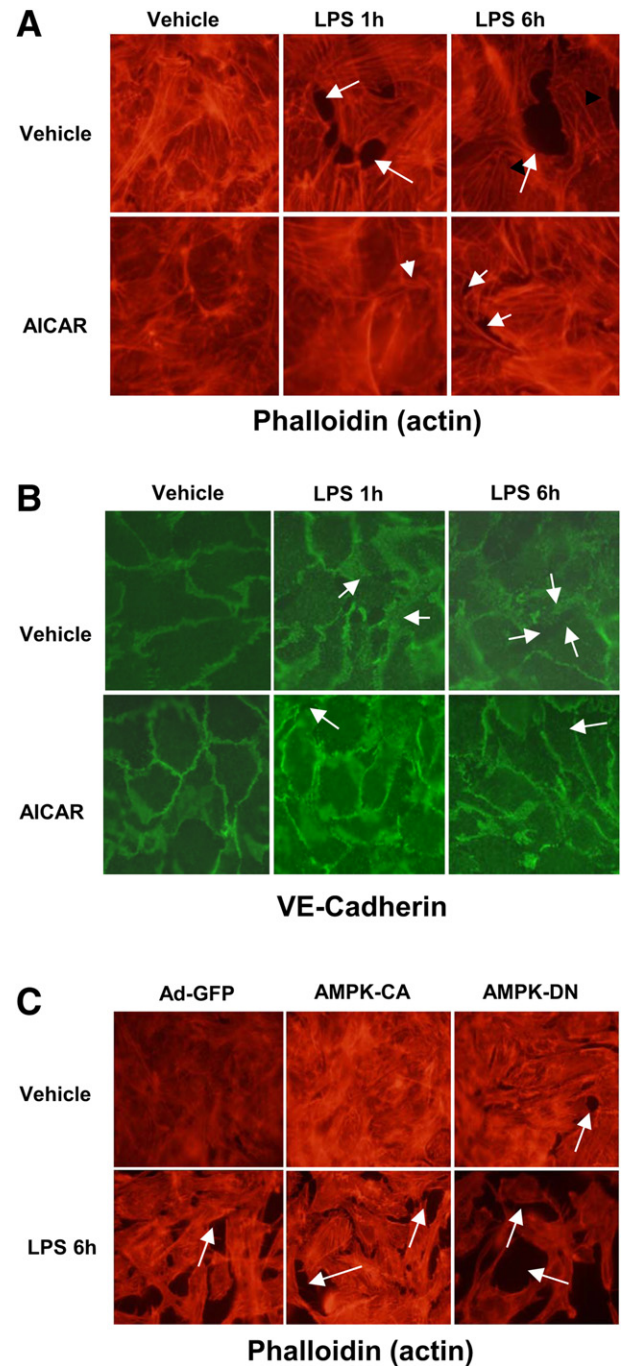 A
Vehicle LPS 1h LPS 6h
Vehicle
AICAR
Phalloidin (actin)
B
Vehicle LPS 1h LPS 6h
Vehicle
AICAR
VE-Cadherin
C
Ad-GFP AMPK-CA AMPK-DN
Vehicle
LPS 6h
Phalloidin (actin)